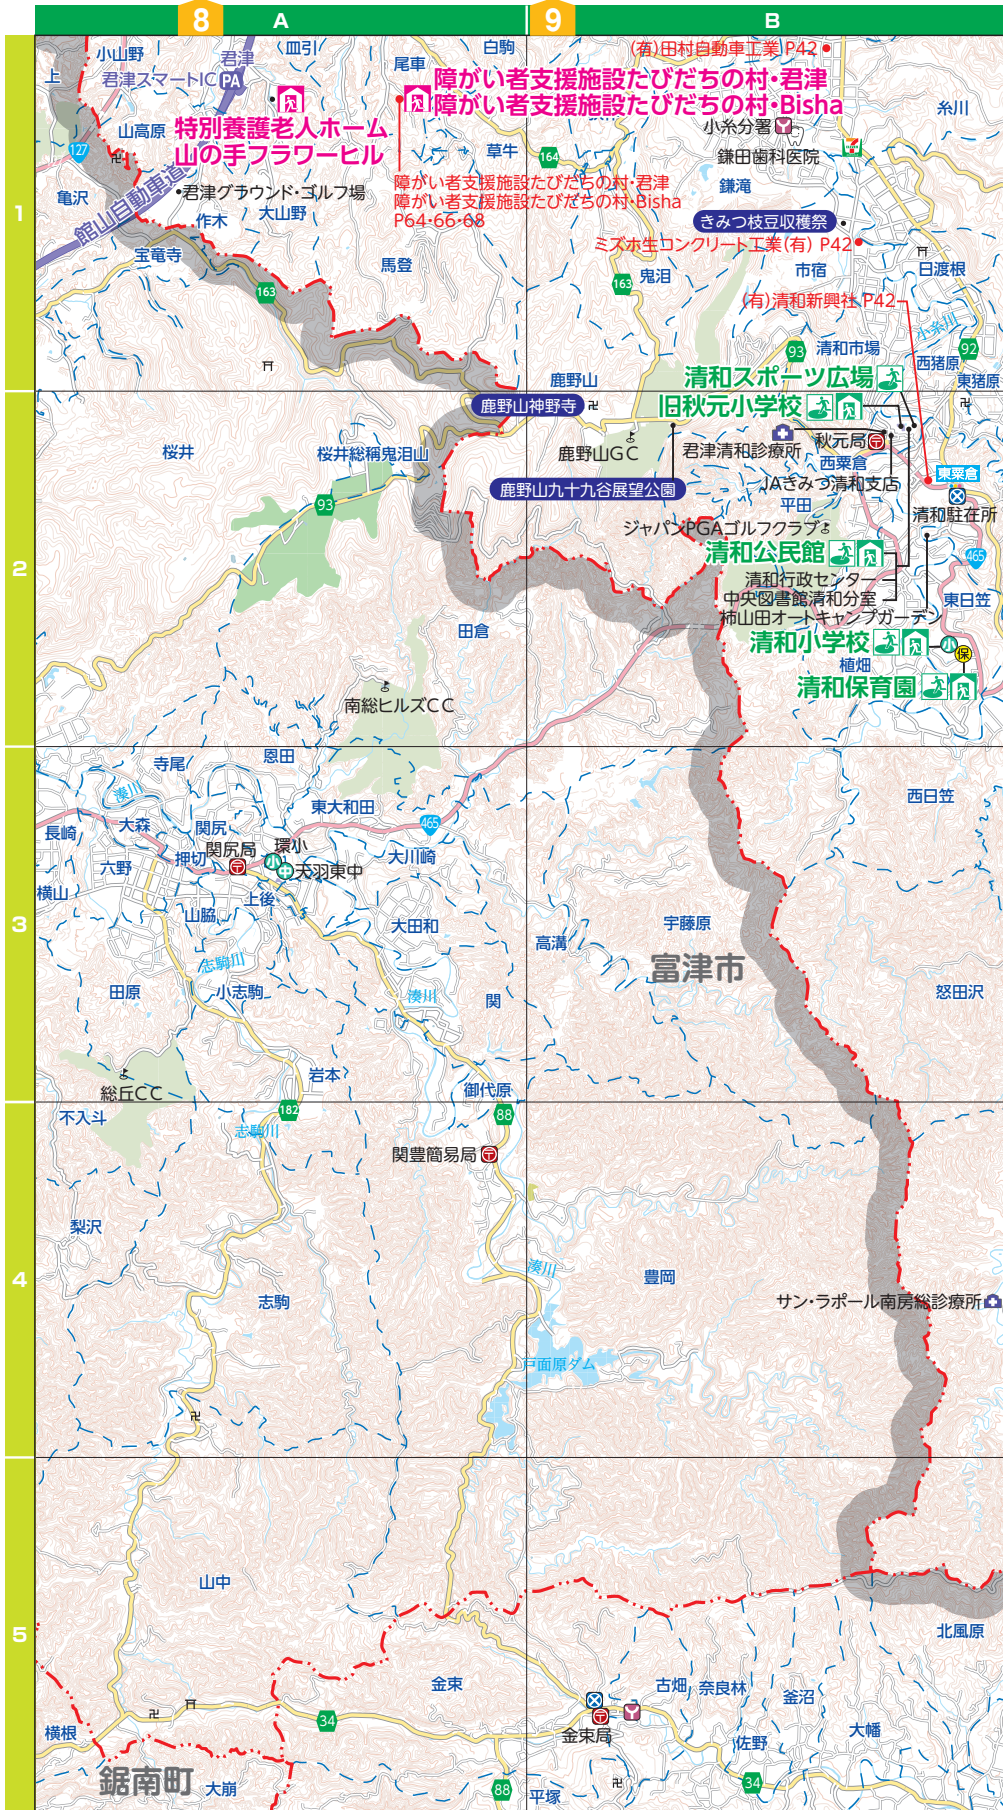 8
A
9
B
1
2
3
4
5
小山野
上
君津
君津スマートIC
PA
皿引
尾車
白駒
(有)田村自動車工業 P42
障がい者支援施設たびだちの村・君津
障がい者支援施設たびだちの村・Bisha
糸川
特別養護老人ホーム
山の手フラワーヒル
山高原
小糸分署
鎌田歯科医院
127
草牛
164
鎌滝
亀沢
館山自動車道
君津グラウンド・ゴルフ場
障がい者支援施設たびだちの村・君津
障がい者支援施設たびだちの村・Bisha
P64・66・68
作木
大山野
きみつ枝豆収穫祭
ミズホ生コンクリート工業(有) P42
宝竜寺
馬登
鬼泪
市宿
日渡根
163
163
(有)清和新興社 P42
小糸川
93
清和市場
92
西猪原
東猪原
鹿野山
清和スポーツ広場
鹿野山神野寺
旧秋元小学校
桜井
桜井総稱鬼泪山
鹿野山GC
君津清和診療所
秋元局
西粟倉
東粟倉
鹿野山九十九谷展望公園
JAきみつ清和支店
平田
93
清和駐在所
ジャパンPGAゴルフクラブ
清和公民館
465
清和行政センター
中央図書館清和分室
東日笠
柿山田オートキャンプガーデン
田倉
清和小学校
小
保
植畑
清和保育園
南総ヒルズCC
恩田
寺尾
湊川
東大和田
西日笠
長崎
大森
関尻
465
関尻局
環小
小
中
天羽東中
大川崎
六野
押切
横山
上後
山脇
大田和
宇藤原
高溝
志駒川
富津市
田原
小志駒
湊川
関
怒田沢
総丘CC
岩本
御代原
不入斗
182
88
志駒川
関豊簡易局
梨沢
湊川
豊岡
志駒
サン・ラポール南房総診療所
戸面原ダム
山中
北風原
金束
古畑
奈良林
釜沼
横根
34
金束局
大幡
佐野
鋸南町
大崩
88
平塚
34